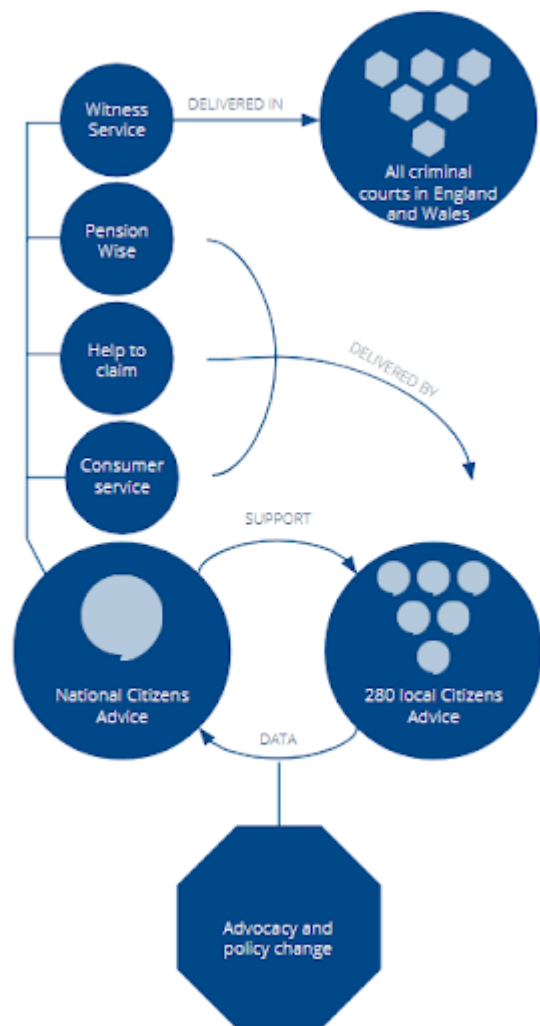 Witness
Service
DELIVERED IN
All criminal
courts in England
and Wales
Pension
Wise
Help to
claim
DELIVERED BY
Consumer
service
SUPPORT
National Citizens
Advice
280 local Citizens
Advice
DATA
Advocacy and
policy change